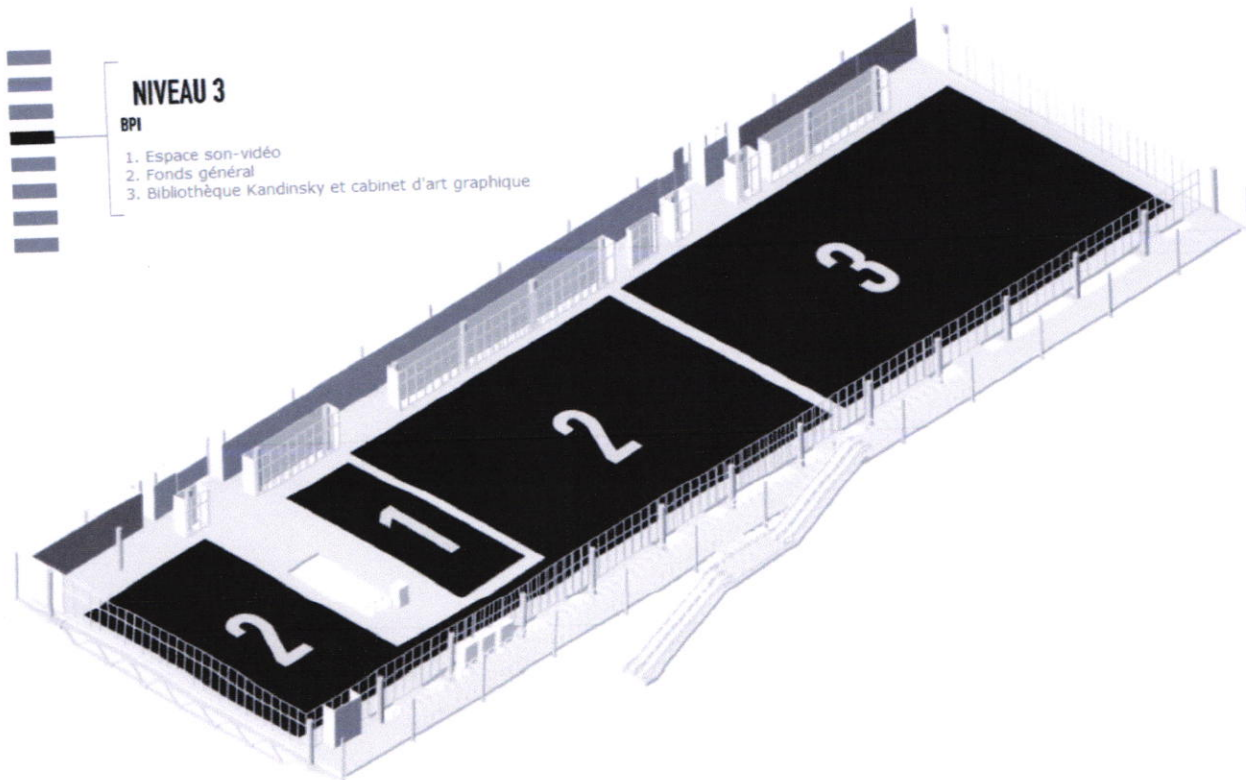 NIVEAU 3
BPI
1. Espace son-vidéo
2. Fonds général
3. Bibliothèque Kandinsky et cabinet d'art graphique
3
2
1
2